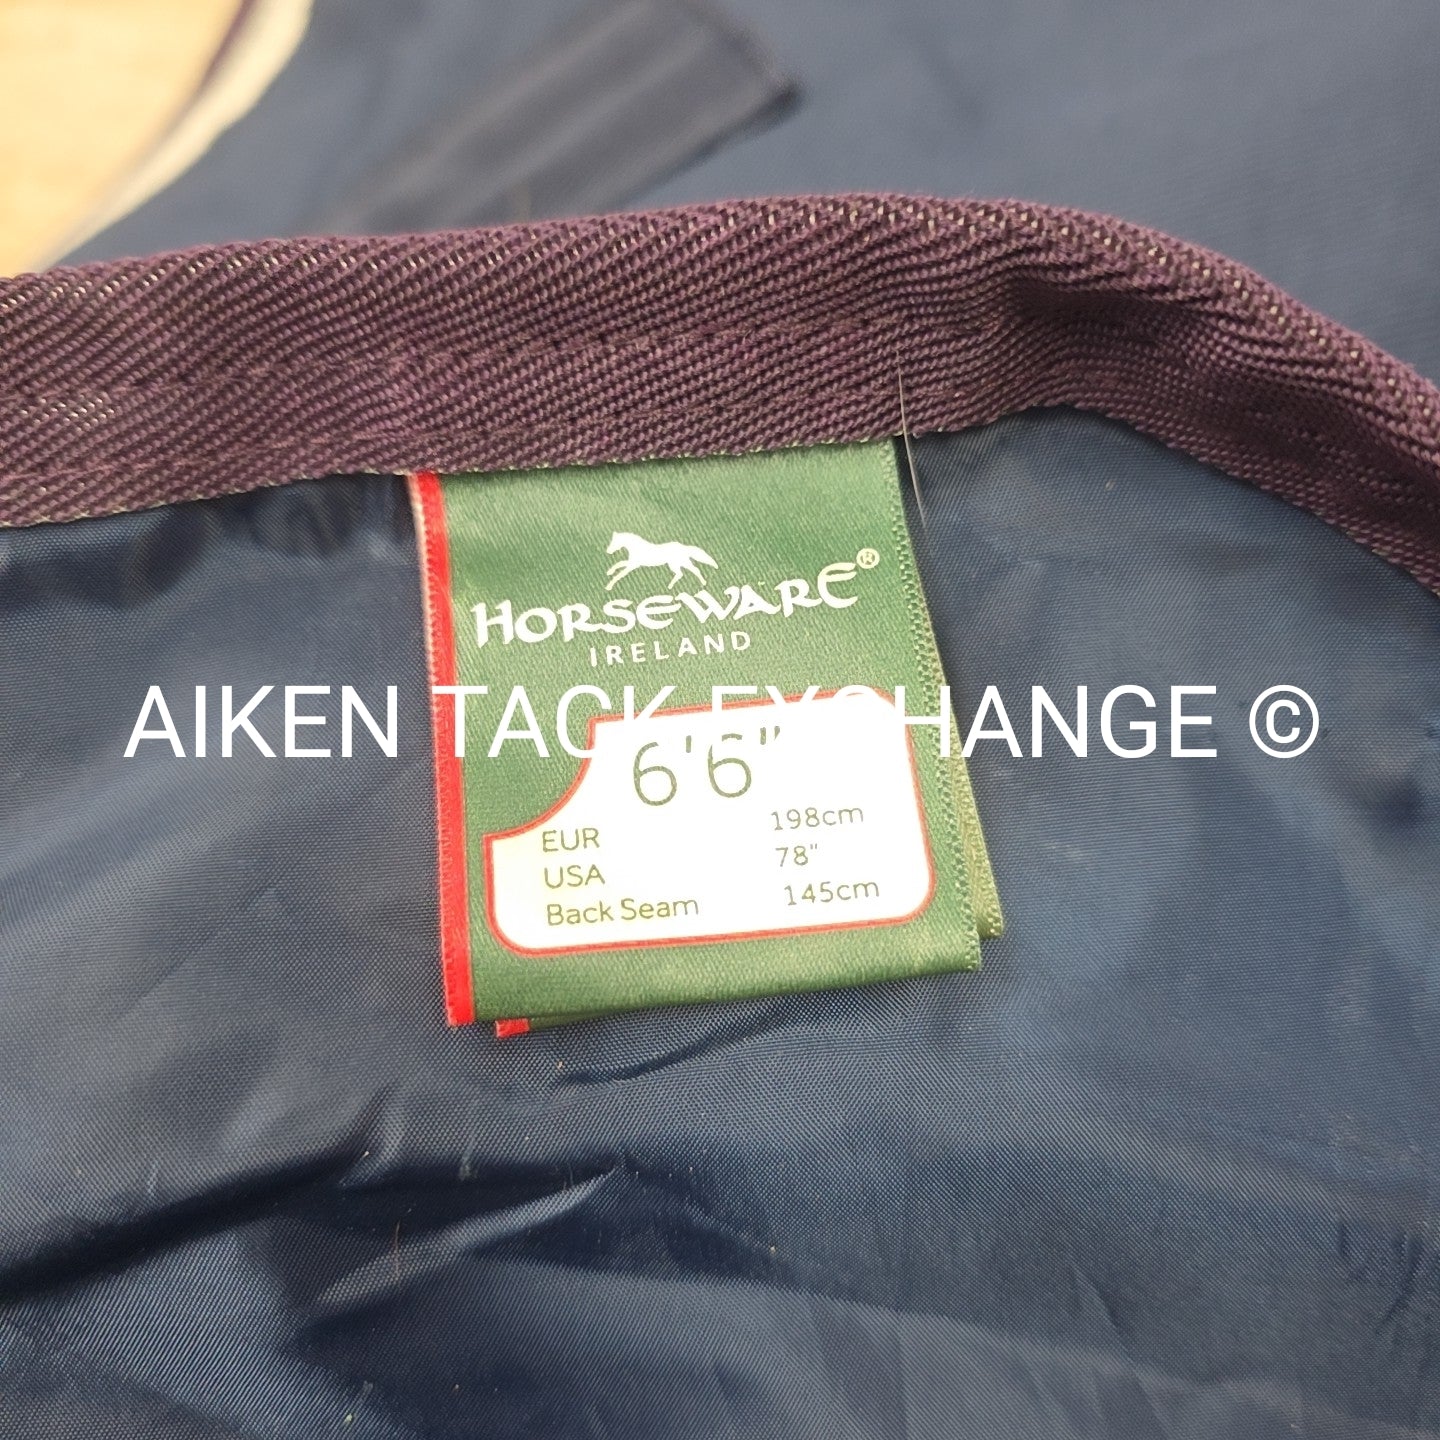 HORSEWARE®
IRELAND
AIKEN TACK EXCHANGE ©
6'6"
EUR 198cm
USA 78"
Back Seam 145cm